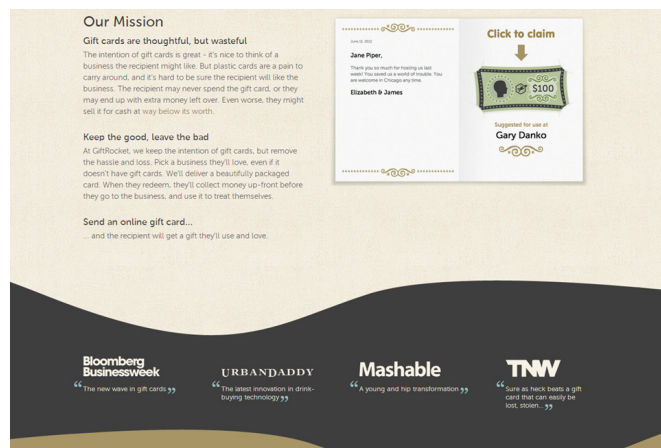 Our Mission
Gift cards are thoughtful, but wasteful
The intention of gift cards is great - it's nice to think of a
business the recipient might like. But plastic cards are a pain to
carry around, and it's hard to be sure the recipient will like the
business. The recipient may never spend the gift card, or they
may end up with extra money left over. Even worse, they might
sell it for cash at way below its worth.
Keep the good, leave the bad
At GiftRocket, we keep the intention of gift cards, but remove
the hassle and loss. Pick a business they'll love, even if it
doesn't have gift cards. We'll deliver a beautifully packaged
card. When they redeem, they'll collect money up-front before
they go to the business, and use it to treat themselves.
Send an online gift card...
... and the recipient will get a gift they'll use and love.
Jane Piper,
Thank you so much for hosting us last
week! You saved us a world of trouble. You
are welcome in Chicago any time.
Elizabeth & James
Click to claim
$100
Suggested for use at
Gary Danko
Bloomberg
Businessweek
“ The new wave in gift cards ”
URBANDADDY
“ The latest innovation in drink-
buying technology ”
Mashable
“ A young and hip transformation ”
TNW
“ Sure as heck beats a gift
card that can easily be
lost, stolen... ”